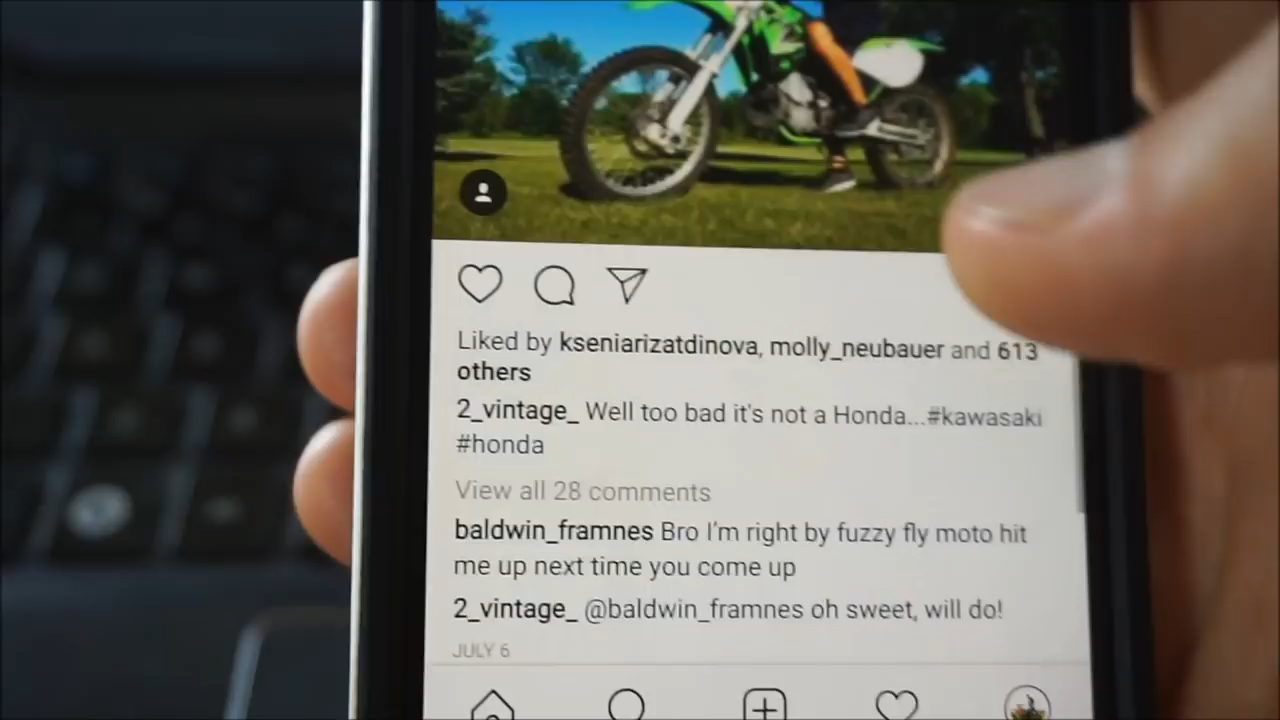 Liked by kseniarizatdinova, molly_neubauer and 613
others
2_vintage_ Well too bad it's not a Honda...#kawasaki
#honda
View all 28 comments
baldwin_framnes Bro I'm right by fuzzy fly moto hit
me up next time you come up
2_vintage_ @baldwin_framnes oh sweet, will do!
JULY 6